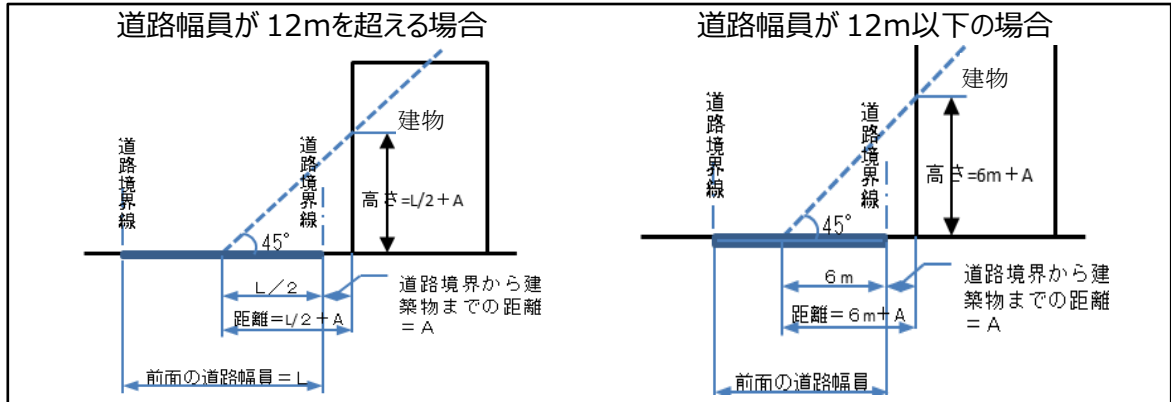 道路幅員が 12mを超える場合
建物
道路境界線
道路境界線
高さ=L/2+A
45°
L/2
道路境界から建
築物までの距離
=A
距離=L/2+A
前面の道路幅員=L
道路幅員が 12m以下の場合
建物
道路境界線
道路境界線
高さ=6m+A
45°
6m
道路境界から建
築物までの距離
=A
距離=6m+A
前面の道路幅員